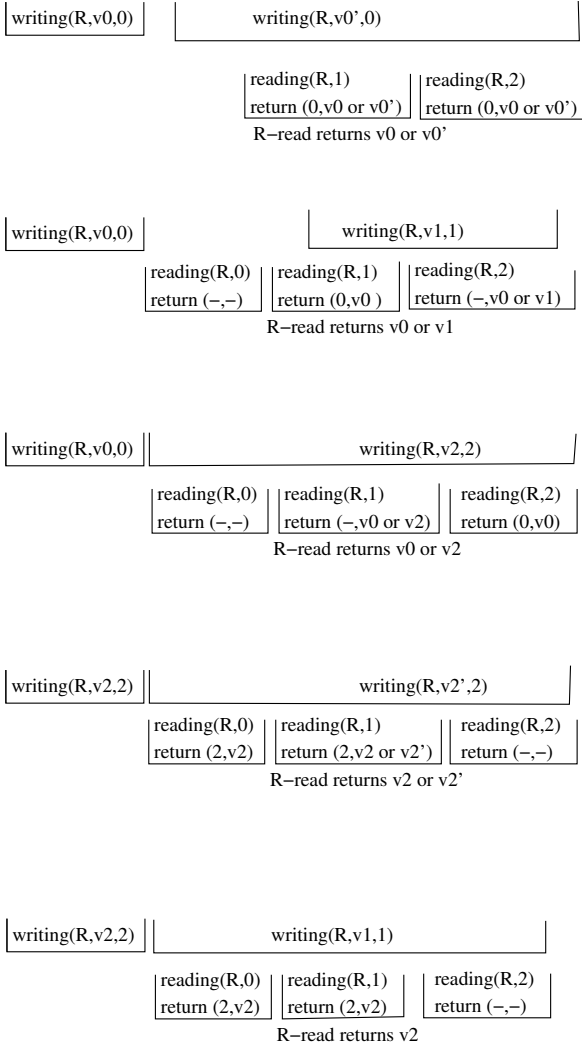 writing(R,v0,0) writing(R,v0’,0)
reading(R,1) reading(R,2)
return (0,v0 or v0’) return (0,v0 or v0’)
R−read returns v0 or v0’
writing(R,v0,0) writing(R,v1,1)
reading(R,0) reading(R,1) reading(R,2)
return (−,−) return (0,v0 ) return (−,v0 or v1)
R−read returns v0 or v1
writing(R,v0,0) writing(R,v2,2)
reading(R,0) reading(R,1) reading(R,2)
return (−,−) return (−,v0 or v2) return (0,v0)
R−read returns v0 or v2
writing(R,v2,2) writing(R,v2’,2)
reading(R,0) reading(R,1) reading(R,2)
return (2,v2) return (2,v2 or v2’) return (−,−)
R−read returns v2 or v2’
writing(R,v2,2) writing(R,v1,1)
reading(R,0) reading(R,1) reading(R,2)
return (2,v2) return (2,v2) return (−,−)
R−read returns v2